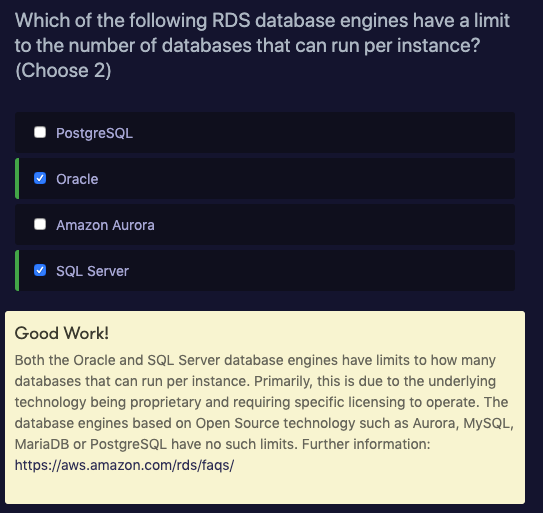 Which of the following RDS database engines have a limit
to the number of databases that can run per instance?
(Choose 2)
PostgreSQL
Oracle
Amazon Aurora
SQL Server
Good Work!
Both the Oracle and SQL Server database engines have limits to how many
databases that can run per instance. Primarily, this is due to the underlying
technology being proprietary and requiring specific licensing to operate. The
database engines based on Open Source technology such as Aurora, MySQL,
MariaDB or PostgreSQL have no such limits. Further information:
https://aws.amazon.com/rds/faqs/